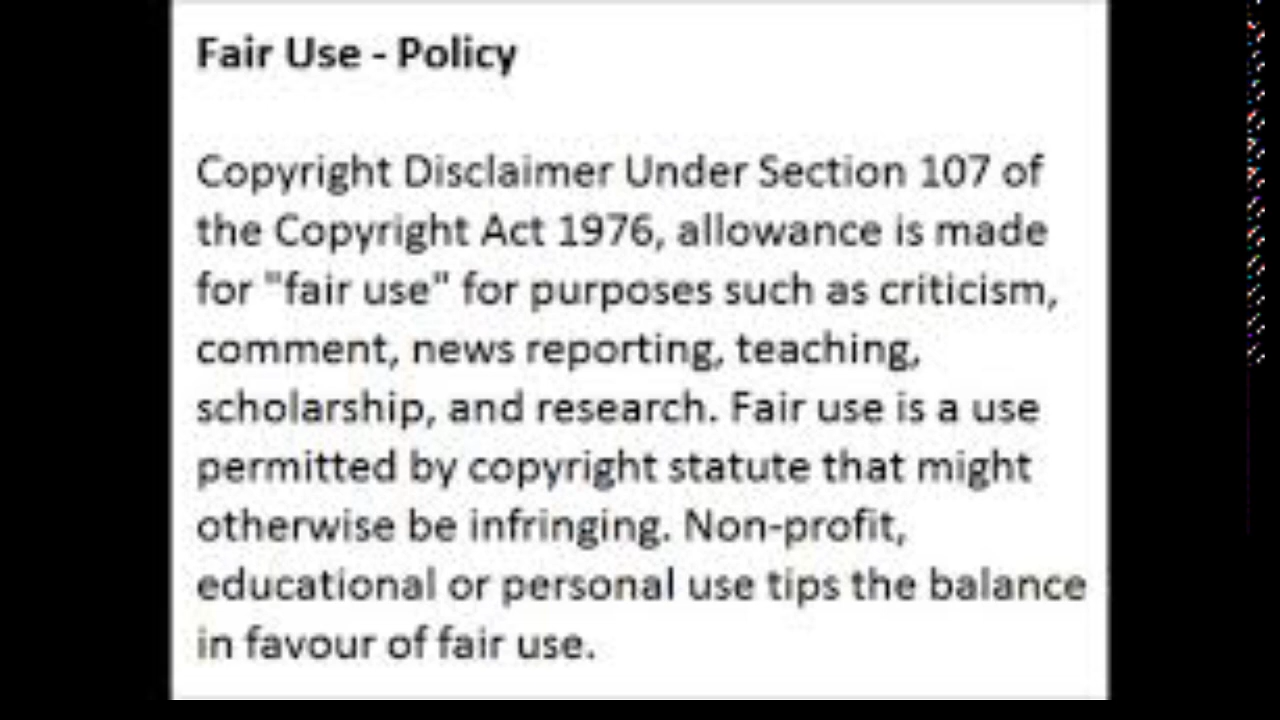 Fair Use - Policy
Copyright Disclaimer Under Section 107 of
the Copyright Act 1976, allowance is made
for "fair use" for purposes such as criticism,
comment, news reporting, teaching,
scholarship, and research. Fair use is a use
permitted by copyright statute that might
otherwise be infringing. Non-profit,
educational or personal use tips the balance
in favour of fair use.